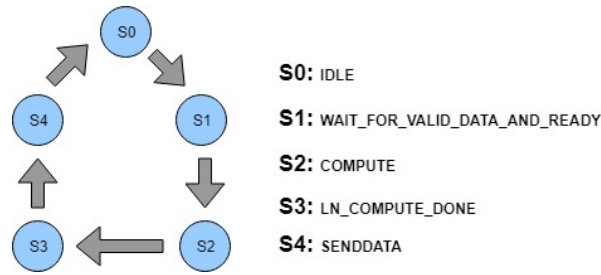 S0
S4
S1
S3
S2
S0: IDLE
S1: WAIT_FOR_VALID_DATA_AND_READY
S2: COMPUTE
S3: LN_COMPUTE_DONE
S4: SENDDATA